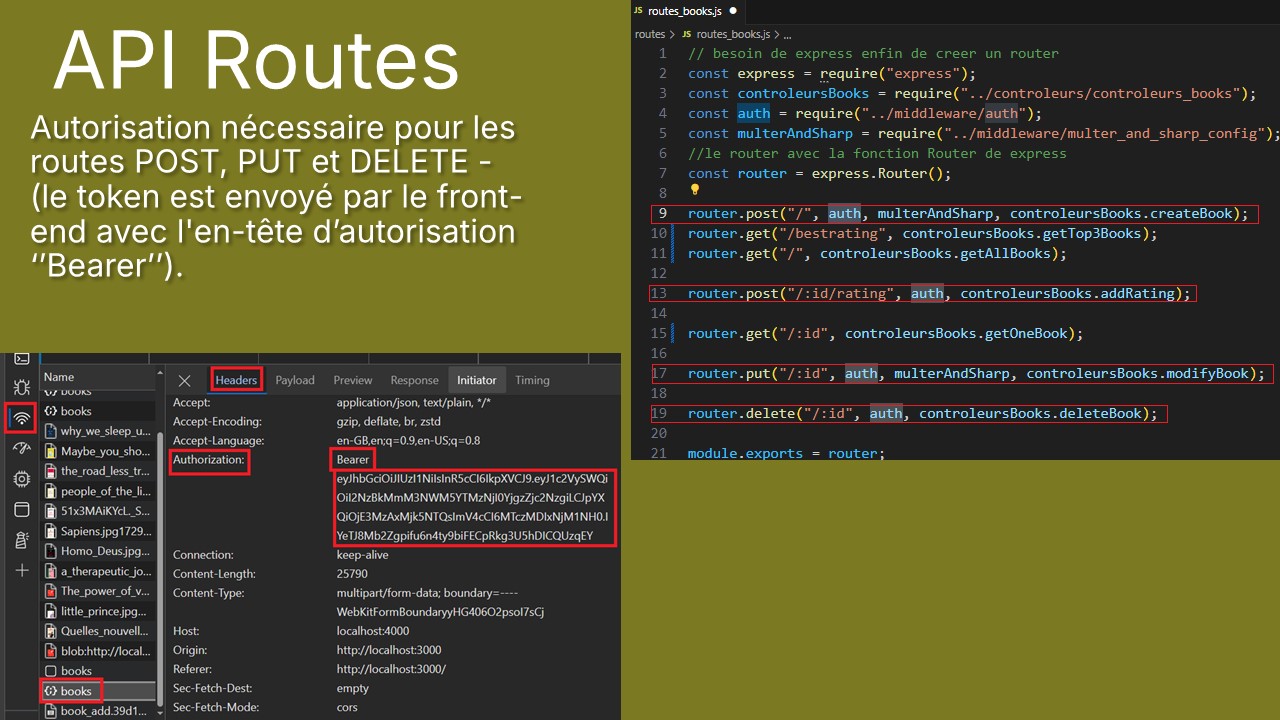 API Routes
Autorisation nécessaire pour les
routes POST, PUT et DELETE -
(le token est envoyé par le front-
end avec l'en-tête d’autorisation
‘’Bearer’’).
JS routes_books.js
routes > JS routes_books.js > ...
1 // besoin de express enfin de creer un router
2 const express = require("express");
3 const controleursBooks = require("../controleurs/controleurs_books");
4 const auth = require("../middleware/auth");
5 const multerAndSharp = require("../middleware/multer_and_sharp_config");
6 //le router avec la fonction Router de express
7 const router = express.Router();
8
9 router.post("/", auth, multerAndSharp, controleursBooks.createBook);
10 router.get("/bestrating", controleursBooks.getTop3Books);
11 router.get("/", controleursBooks.getAllBooks);
12
13 router.post("/:id/rating", auth, controleursBooks.addRating);
14
15 router.get("/:id", controleursBooks.getOneBook);
16
17 router.put("/:id", auth, multerAndSharp, controleursBooks.modifyBook);
18
19 router.delete("/:id", auth, controleursBooks.deleteBook);
20
21 module.exports = router;
Name
books
books
why_we_sleep_u...
Maybe_you_sho...
the_road_less_tr...
people_of_the_li...
51x3MAiKYcL._S...
Sapiens.jpg1729...
Homo_Deus.jpg...
a_therapeutic_jo...
The_power_of_v...
little_prince.jpg...
Quelles_nouvell...
blob:http://local...
books
books
book_add.39d1...
Headers Payload Preview Response Initiator Timing
Accept: application/json, text/plain, */*
Accept-Encoding: gzip, deflate, br, zstd
Accept-Language: en-GB,en;q=0.9,en-US;q=0.8
Authorization: Bearer
eyJhbGciOiJIUzI1NiIsInR5cCI6IkpXVCJ9.eyJ1c2VySWQi
OiI2NzBkMmM3NWM5YTMzNjI0YjgzZjc2NzgiLCJpYX
QiOjE3MzAxMjk5NTQsImV4cCI6MTczMDIxNjM1NH0.I
YeTJ8Mb2Zgpifu6n4ty9biFECpRkg3U5hDICQUzqEY
Connection: keep-alive
Content-Length: 25790
Content-Type: multipart/form-data; boundary=----
WebKitFormBoundaryyHG406O2psoI7sCj
Host: localhost:4000
Origin: http://localhost:3000
Referer: http://localhost:3000/
Sec-Fetch-Dest: empty
Sec-Fetch-Mode: cors